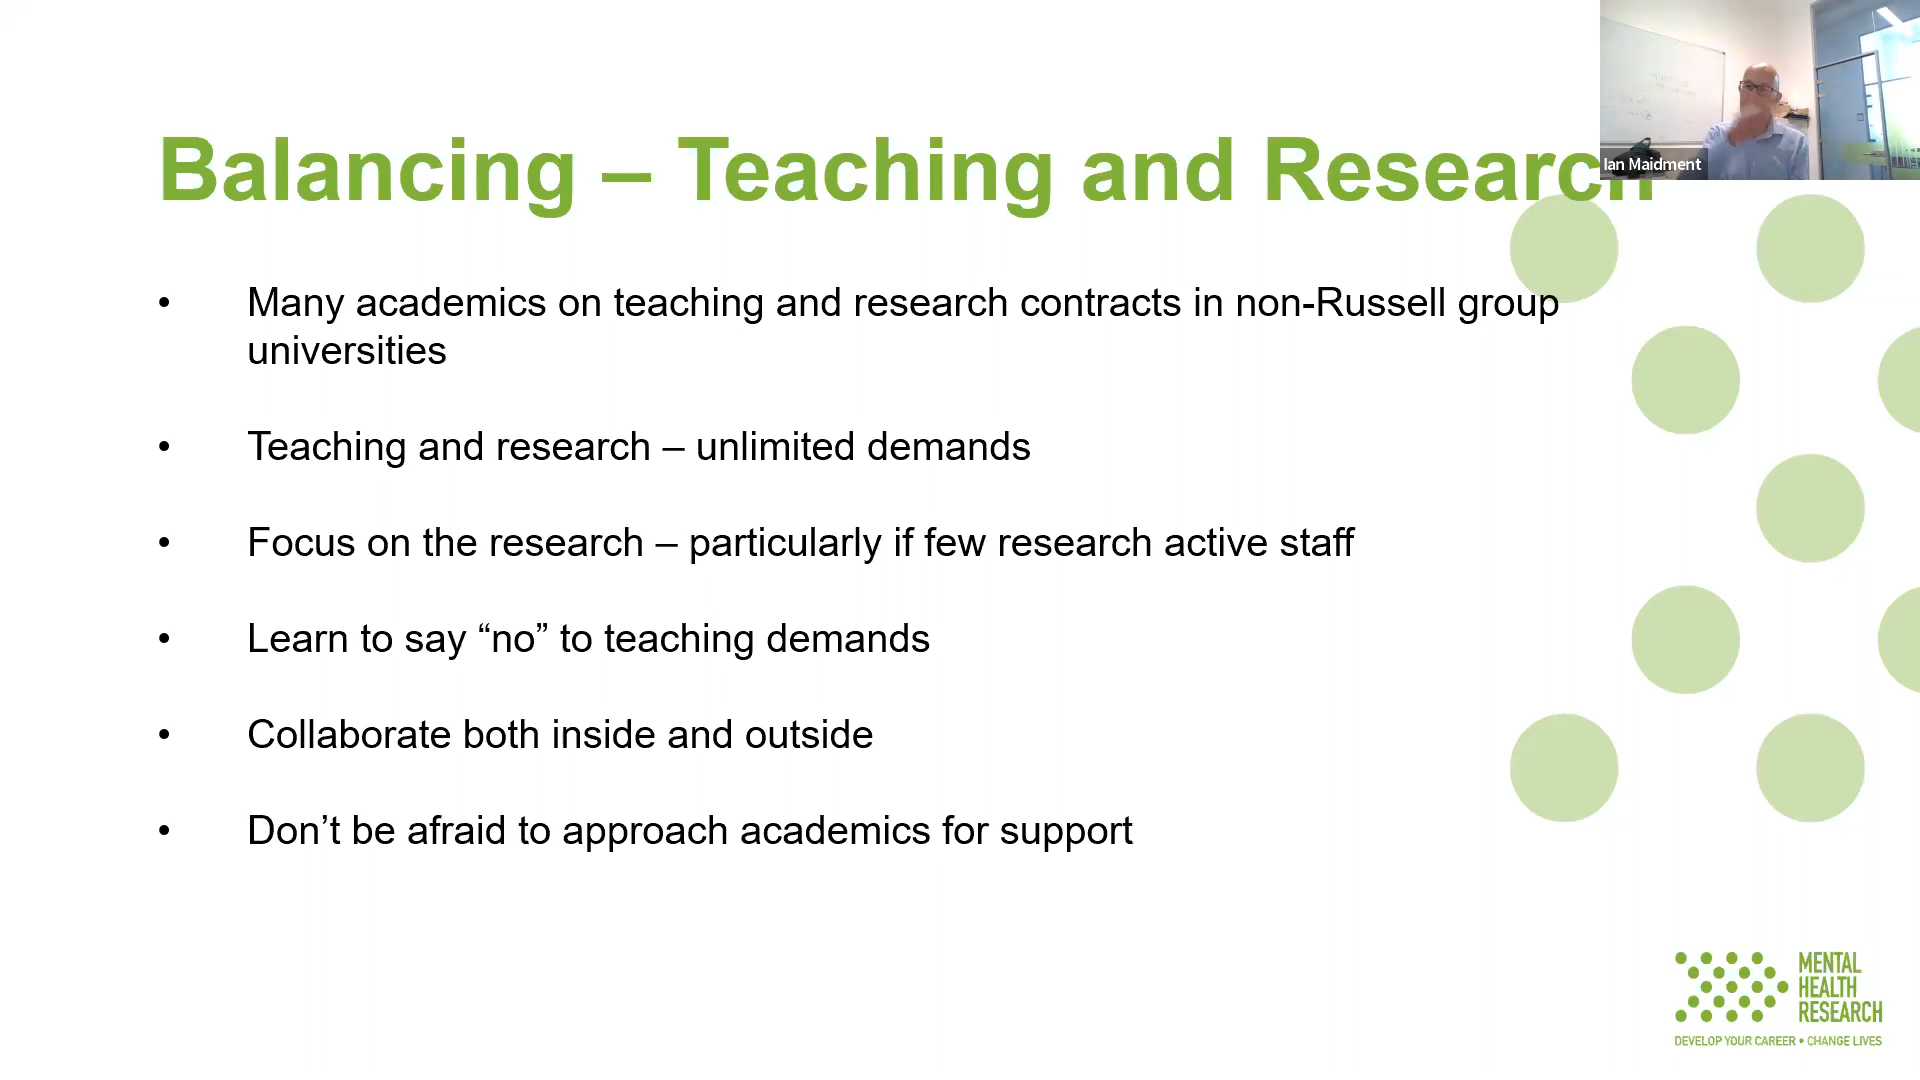 Balancing – Teaching and Research
Ian Maidment
• Many academics on teaching and research contracts in non-Russell group
universities
• Teaching and research – unlimited demands
• Focus on the research – particularly if few research active staff
• Learn to say “no” to teaching demands
• Collaborate both inside and outside
• Don’t be afraid to approach academics for support
MENTAL
HEALTH
RESEARCH
DEVELOP YOUR CAREER • CHANGE LIVES